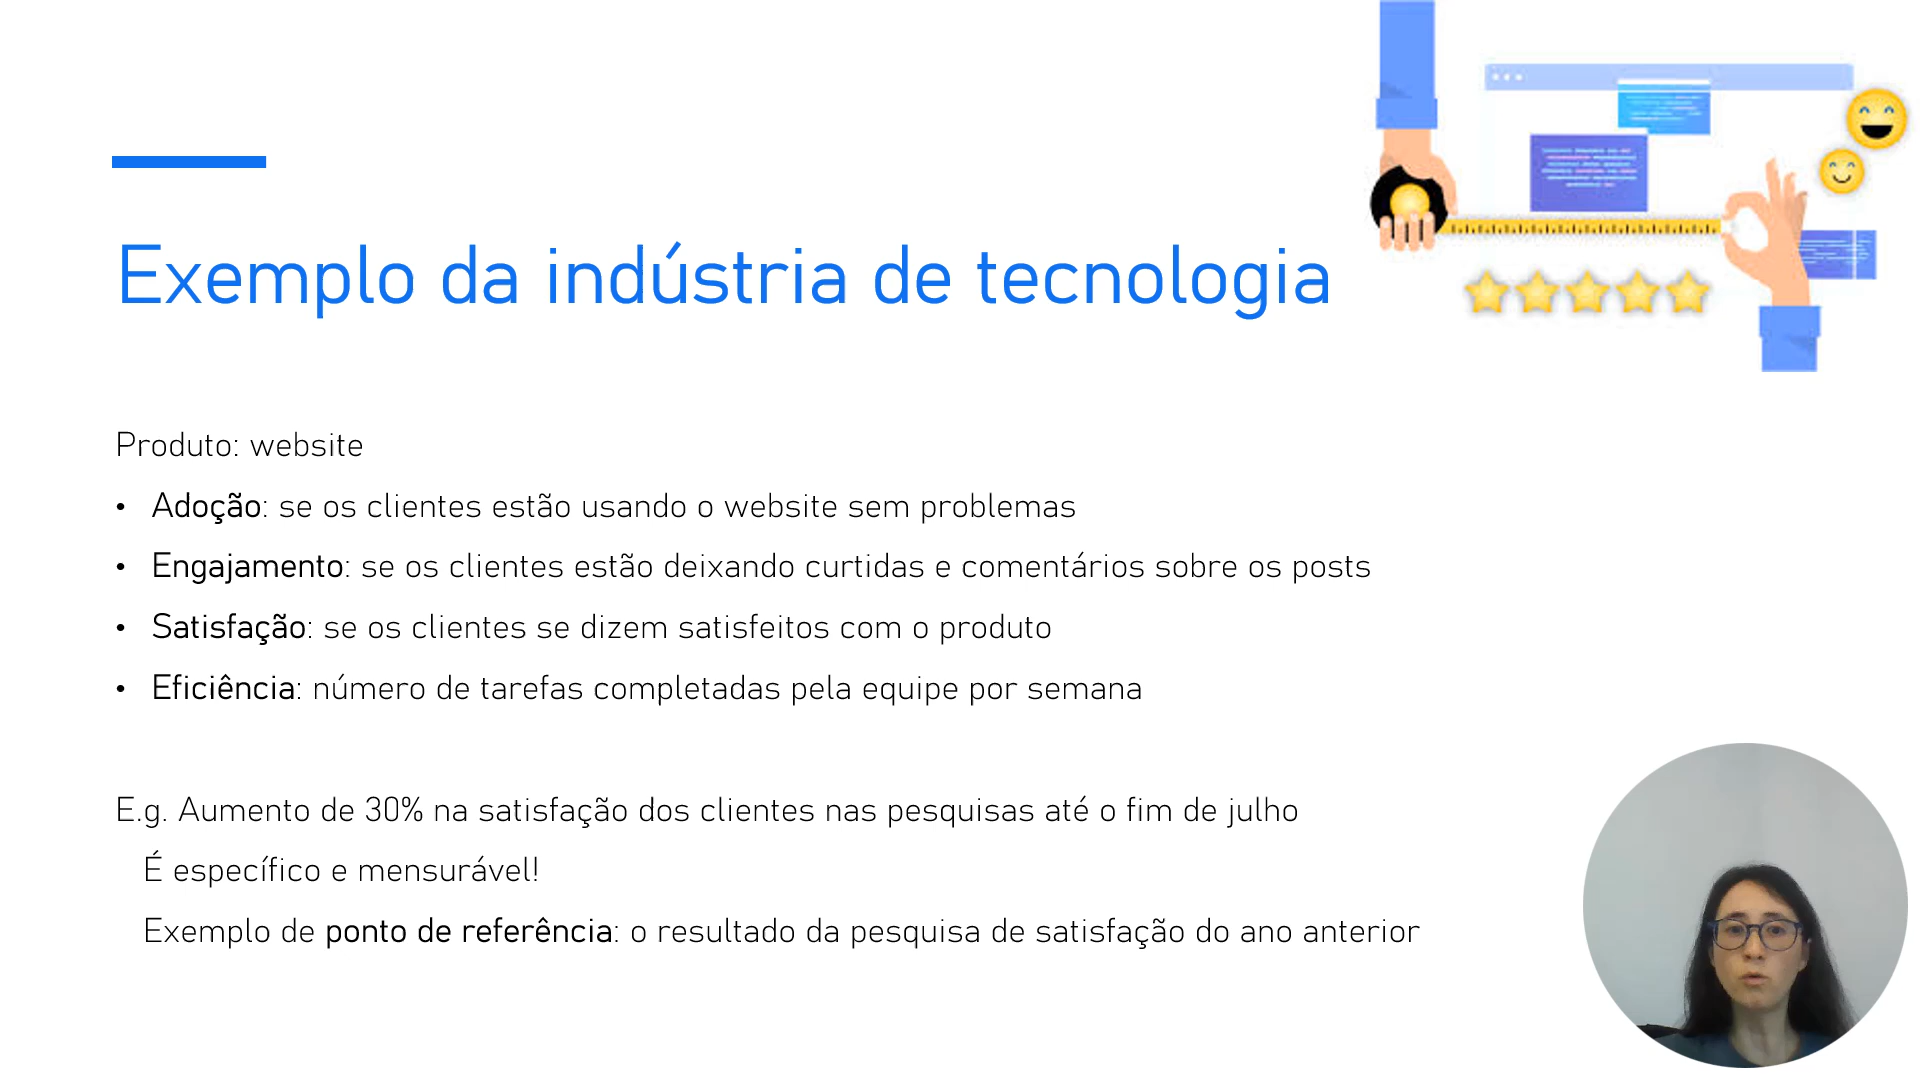 Exemplo da indústria de tecnologia
Produto: website
• Adoção: se os clientes estão usando o website sem problemas
• Engajamento: se os clientes estão deixando curtidas e comentários sobre os posts
• Satisfação: se os clientes se dizem satisfeitos com o produto
• Eficiência: número de tarefas completadas pela equipe por semana
E.g. Aumento de 30% na satisfação dos clientes nas pesquisas até o fim de julho
É específico e mensurável!
Exemplo de ponto de referência: o resultado da pesquisa de satisfação do ano anterior